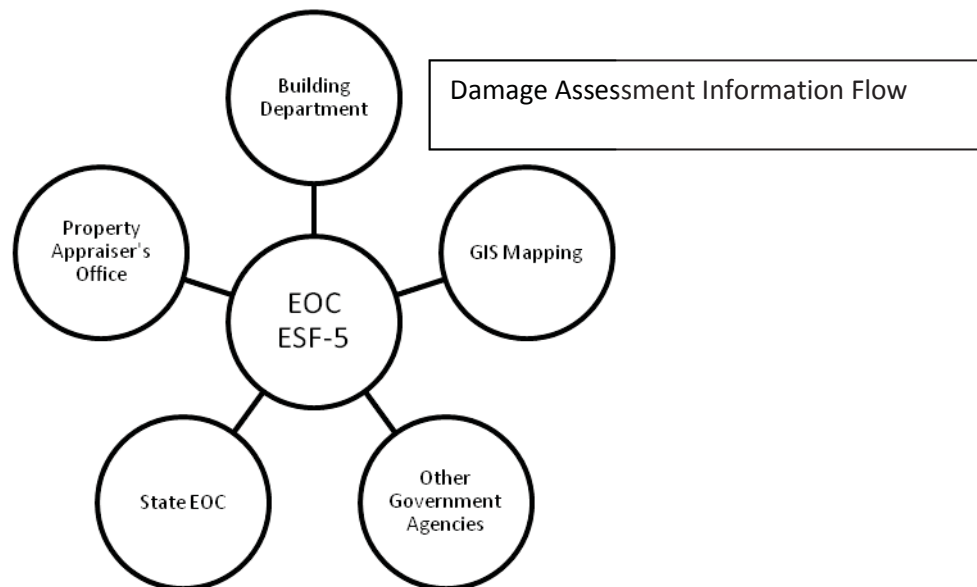 Building
Department
Damage Assessment Information Flow
Property
Appraiser's
Office
GIS Mapping
EOC
ESF-5
State EOC
Other
Government
Agencies